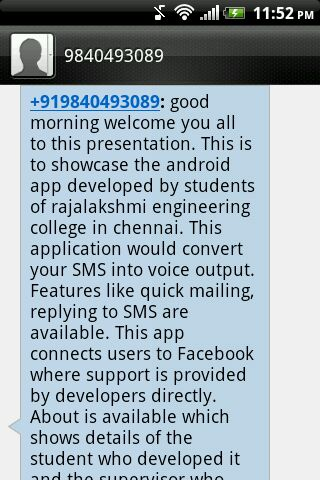 11:52 PM
9840493089
+919840493089: good
morning welcome you all
to this presentation. This is
to showcase the android
app developed by students
of rajalakshmi engineering
college in chennai. This
application would convert
your SMS into voice output.
Features like quick mailing,
replying to SMS are
available. This app
connects users to Facebook
where support is provided
by developers directly.
About is available which
shows details of the
student who developed it
and the supervisor who